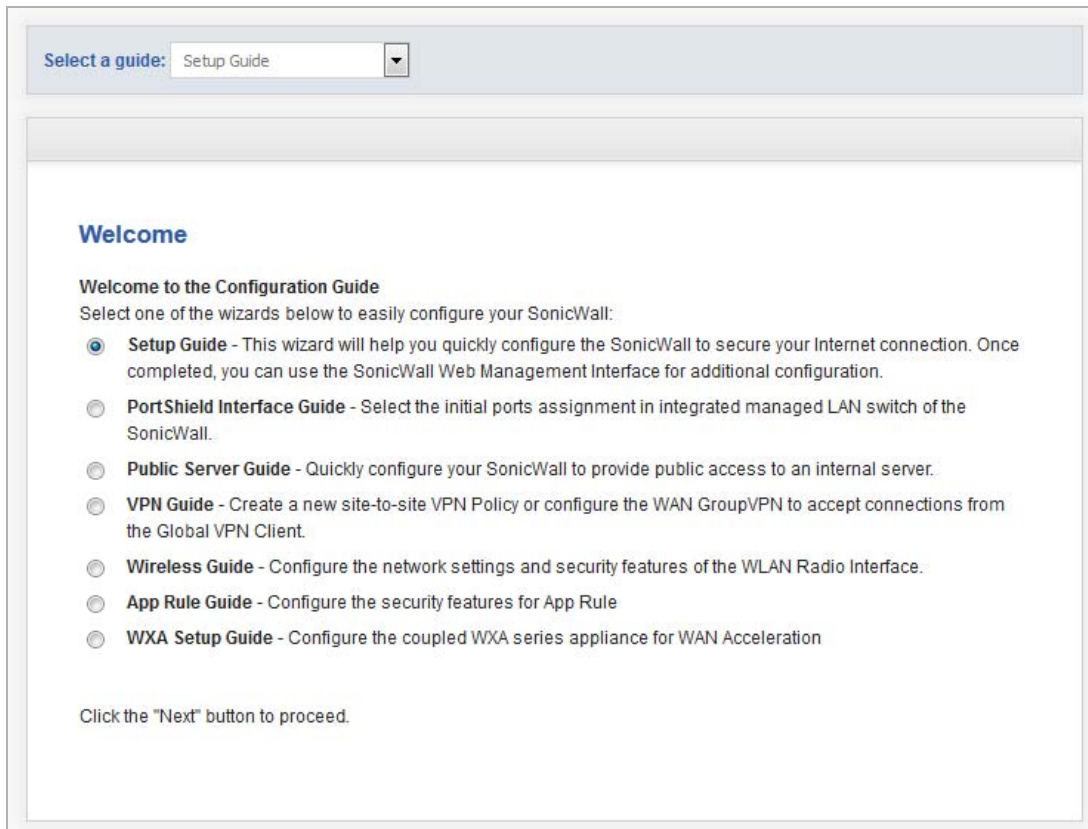 Select a guide: Setup Guide
Welcome
Welcome to the Configuration Guide
Select one of the wizards below to easily configure your SonicWall:
Setup Guide - This wizard will help you quickly configure the SonicWall to secure your Internet connection. Once
completed, you can use the SonicWall Web Management Interface for additional configuration.
PortShield Interface Guide - Select the initial ports assignment in integrated managed LAN switch of the
SonicWall.
Public Server Guide - Quickly configure your SonicWall to provide public access to an internal server.
VPN Guide - Create a new site-to-site VPN Policy or configure the WAN GroupVPN to accept connections from
the Global VPN Client.
Wireless Guide - Configure the network settings and security features of the WLAN Radio Interface.
App Rule Guide - Configure the security features for App Rule
WXA Setup Guide - Configure the coupled WXA series appliance for WAN Acceleration
Click the "Next" button to proceed.